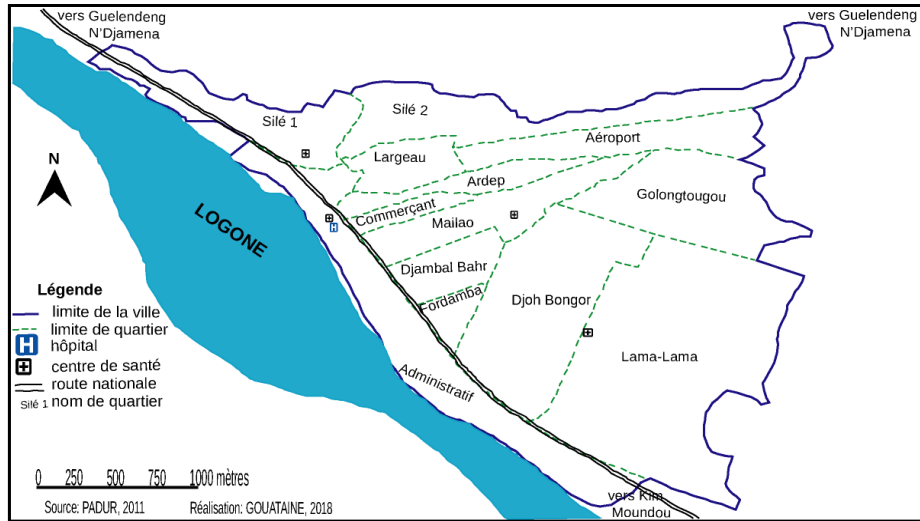 vers Guelendeng
N'Djamena
vers Guelendeng
N'Djamena
Silé 1
Silé 2
Aéroport
Largeau
Ardep
Golongtougou
N
Commerçant
Mailao
LOGONE
H
Djambal Bahr
Fordamba
Djoh Bongor
Lama-Lama
Administratif
Légende
limite de la ville
limite de quartier
H hôpital
centre de santé
route nationale
Silé 1 nom de quartier
0 250 500 750 1000 mètres
vers Kim
Moundou
Source: PADUR, 2011 Réalisation: GOUATAINE, 2018